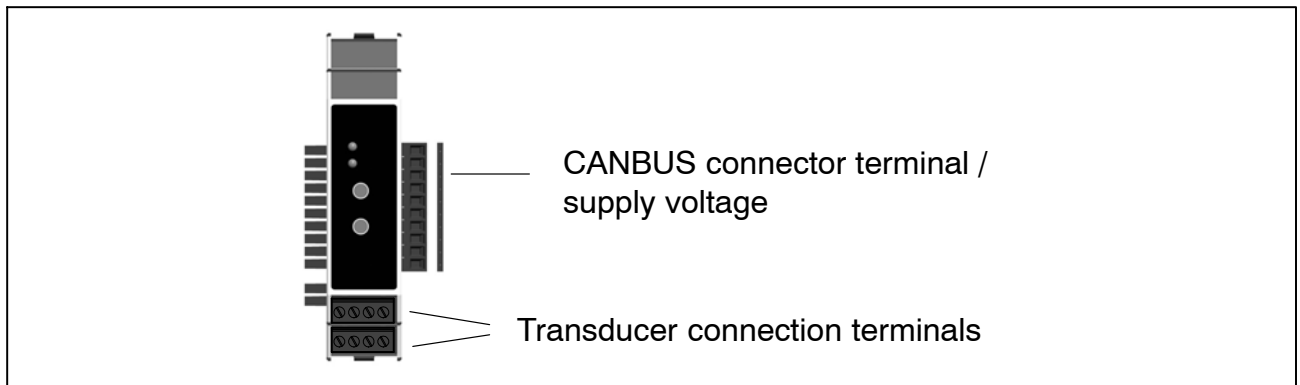 CANBUS connector terminal /
supply voltage
Transducer connection terminals